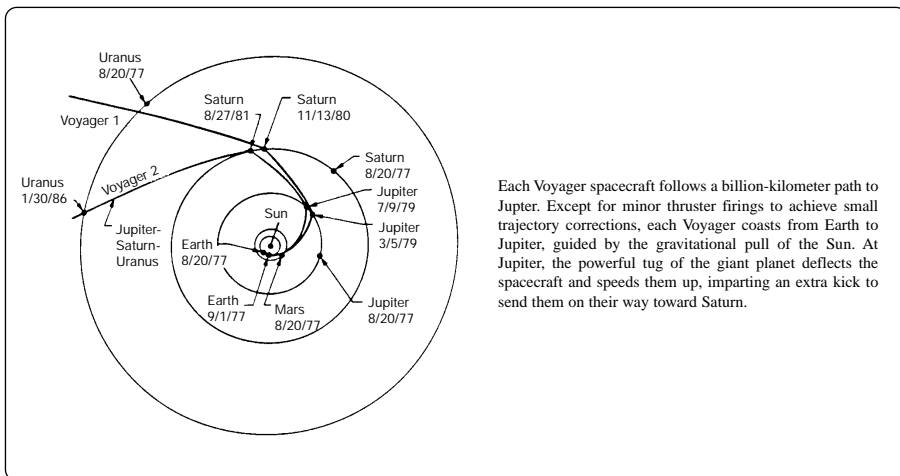 Uranus
8/20/77
Voyager 1
Saturn
8/27/81
Saturn
11/13/80
Saturn
8/20/77
Voyager 2
Uranus
1/30/86
Jupiter-
Saturn-
Uranus
Jupiter
7/9/79
Sun
Jupiter
3/5/79
Earth
8/20/77
Earth
9/1/77
Mars
8/20/77
Jupiter
8/20/77
Each Voyager spacecraft follows a billion-kilometer path to
Jupter. Except for minor thruster firings to achieve small
trajectory corrections, each Voyager coasts from Earth to
Jupiter, guided by the gravitational pull of the Sun. At
Jupiter, the powerful tug of the giant planet deflects the
spacecraft and speeds them up, imparting an extra kick to
send them on their way toward Saturn.